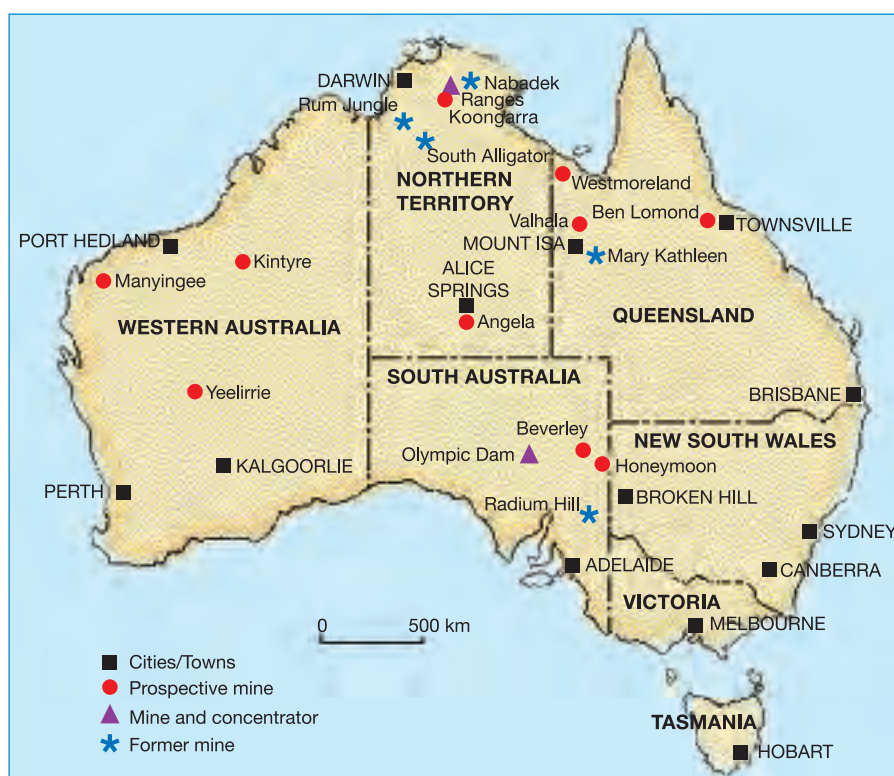 DARWIN
Nabadek
Rum Jungle
Ranges
Koongarra
South Alligator
NORTHERN
TERRITORY
Westmoreland
Valhala
Ben Lomond
TOWNSVILLE
PORT HEDLAND
MOUNT ISA
Mary Kathleen
Kintyre
Manyingee
ALICE
SPRINGS
Angela
WESTERN AUSTRALIA
QUEENSLAND
SOUTH AUSTRALIA
Yeelirrie
BRISBANE
Beverley
NEW SOUTH WALES
Olympic Dam
Honeymoon
KALGOORLIE
PERTH
Radium Hill
BROKEN HILL
SYDNEY
ADELAIDE
CANBERRA
VICTORIA
MELBOURNE
0 500 km
Cities/Towns
Prospective mine
Mine and concentrator
Former mine
TASMANIA
HOBART